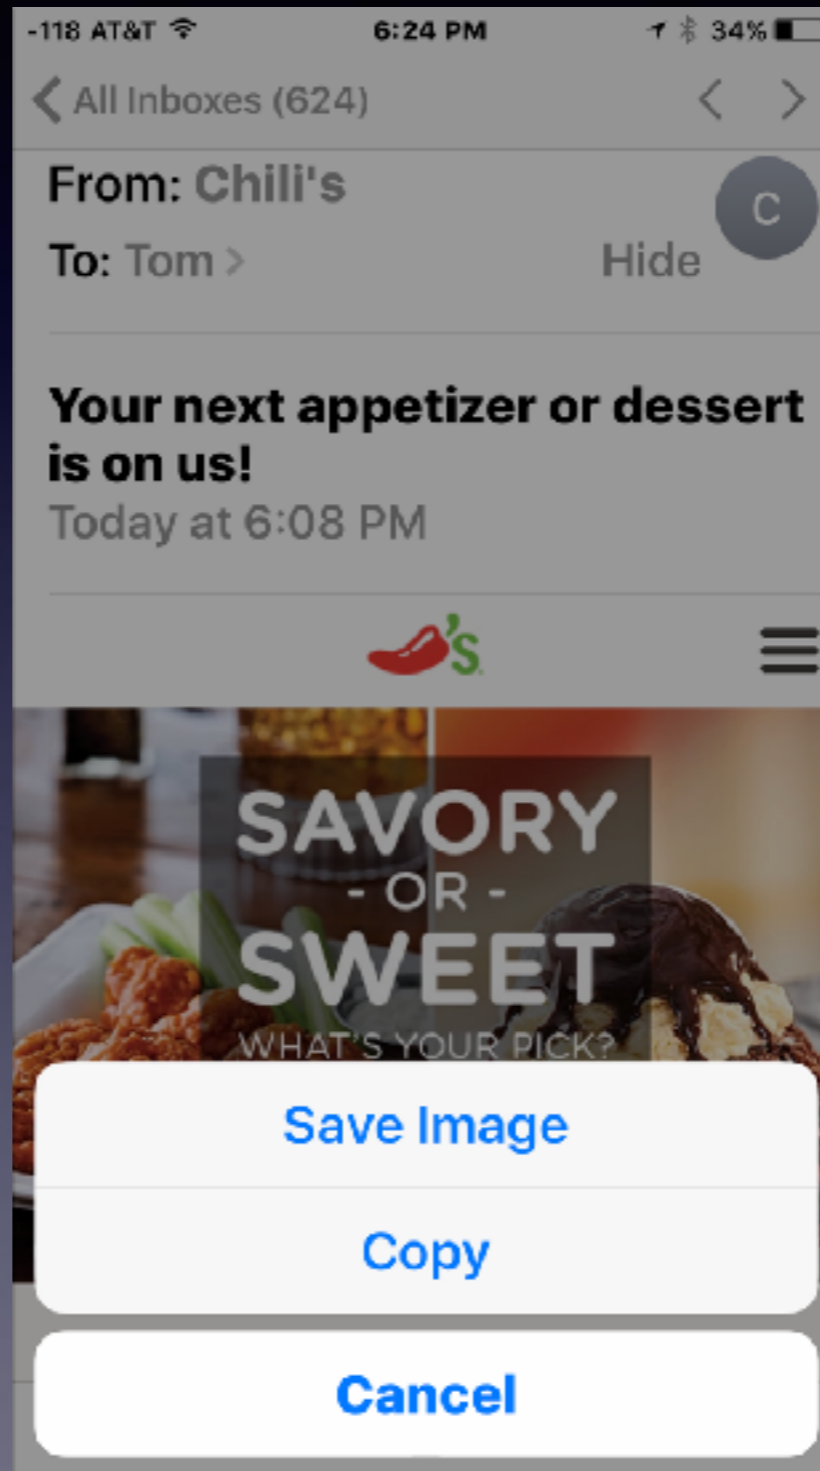 -118 AT&T 6:24 PM 34%
All Inboxes (624)
From: Chili's
C
To: Tom > Hide
Your next appetizer or dessert
is on us!
Today at 6:08 PM
's
SAVORY
- OR -
SWEET
WHAT'S YOUR PICK?
Save Image
Copy
Cancel